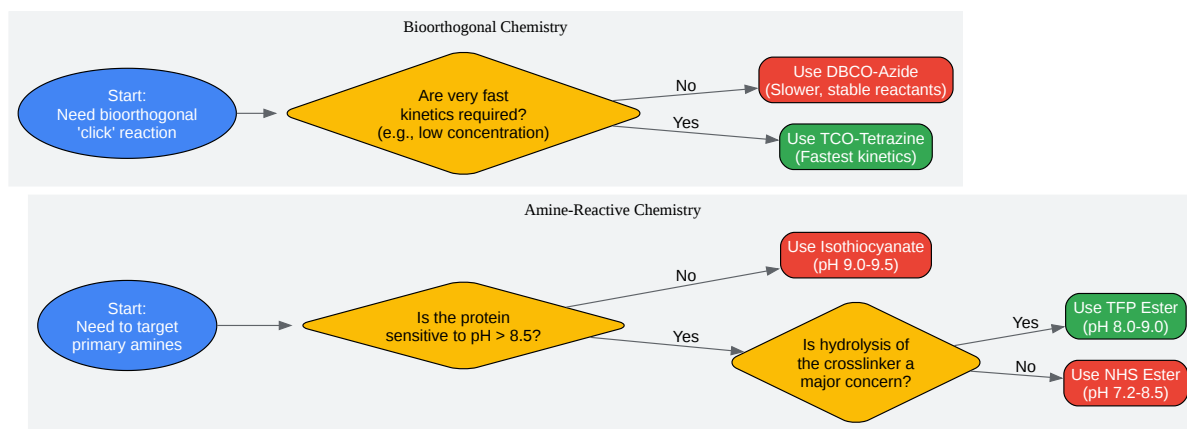 Bioorthogonal Chemistry
Start:
Need bioorthogonal
'click' reaction
Are very fast
kinetics required?
(e.g., low concentration)
No
Use DBCO-Azide
(Slower, stable reactants)
Yes
Use TCO-Tetrazine
(Fastest kinetics)
Amine-Reactive Chemistry
Start:
Need to target
primary amines
Is the protein
sensitive to pH > 8.5?
No
Use Isothiocyanate
(pH 9.0-9.5)
Yes
Is hydrolysis of
the crosslinker a
major concern?
Yes
Use TFP Ester
(pH 8.0-9.0)
No
Use NHS Ester
(pH 7.2-8.5)